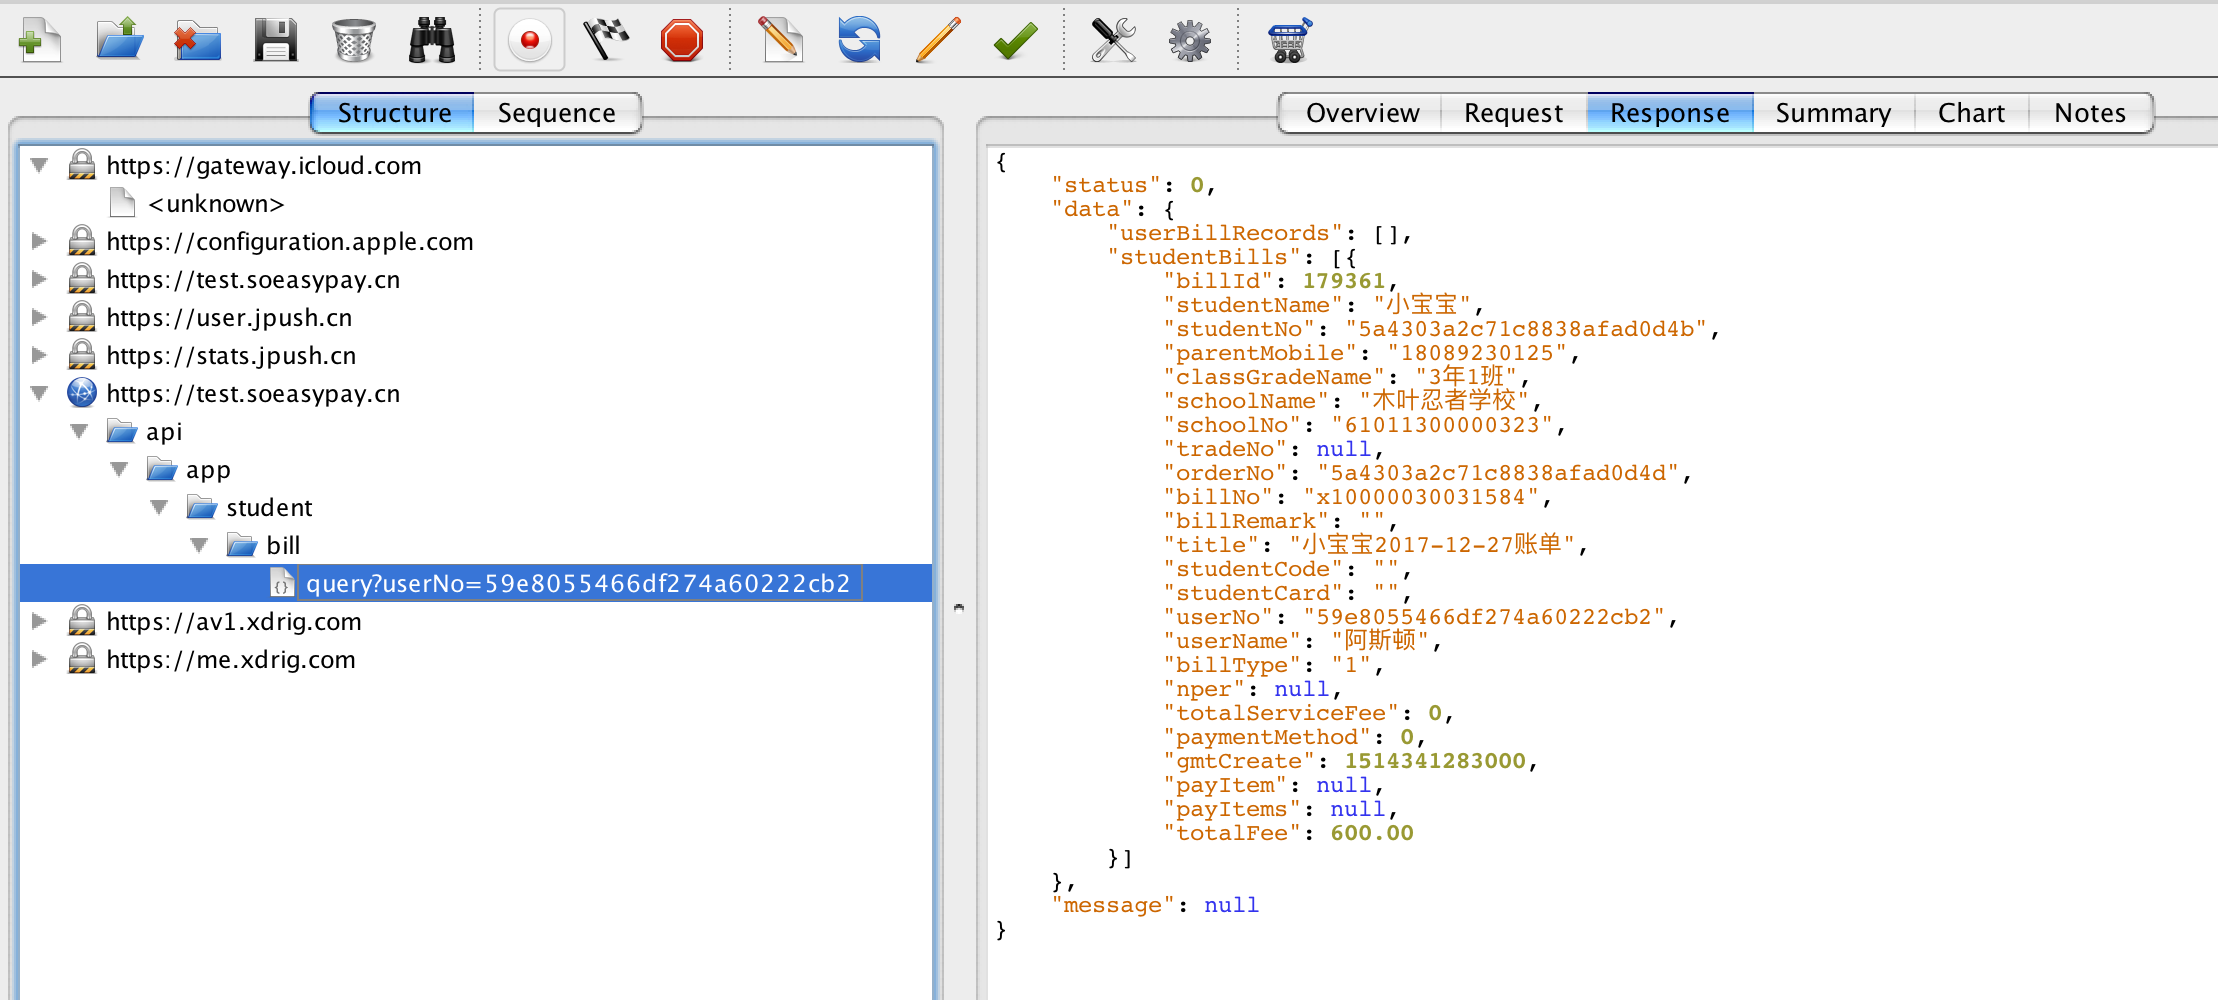 Structure
Sequence
https://gateway.icloud.com
<unknown>
https://configuration.apple.com
https://test.soeasypay.cn
https://user.jpush.cn
https://stats.jpush.cn
https://test.soeasypay.cn
api
app
student
bill
query?userNo=59e8055466df274a60222cb2
https://av1.xdrig.com
https://me.xdrig.com
Overview
Request
Response
Summary
Chart
Notes
{
"status": 0,
"data": {
"userBillRecords": [],
"studentBills": [{
"billId": 179361,
"studentName": "小宝宝",
"studentNo": "5a4303a2c71c8838afad0d4b",
"parentMobile": "18089230125",
"classGradeName": "3年1班",
"schoolName": "木叶忍者学校",
"schoolNo": "61011300000323",
"tradeNo": null,
"orderNo": "5a4303a2c71c8838afad0d4d",
"billNo": "x10000030031584",
"billRemark": "",
"title": "小宝宝2017-12-27账单",
"studentCode": "",
"studentCard": "",
"userNo": "59e8055466df274a60222cb2",
"userName": "阿斯顿",
"billType": "1",
"nper": null,
"totalServiceFee": 0,
"paymentMethod": 0,
"gmtCreate": 1514341283000,
"payItem": null,
"payItems": null,
"totalFee": 600.00
}]
},
"message": null
}